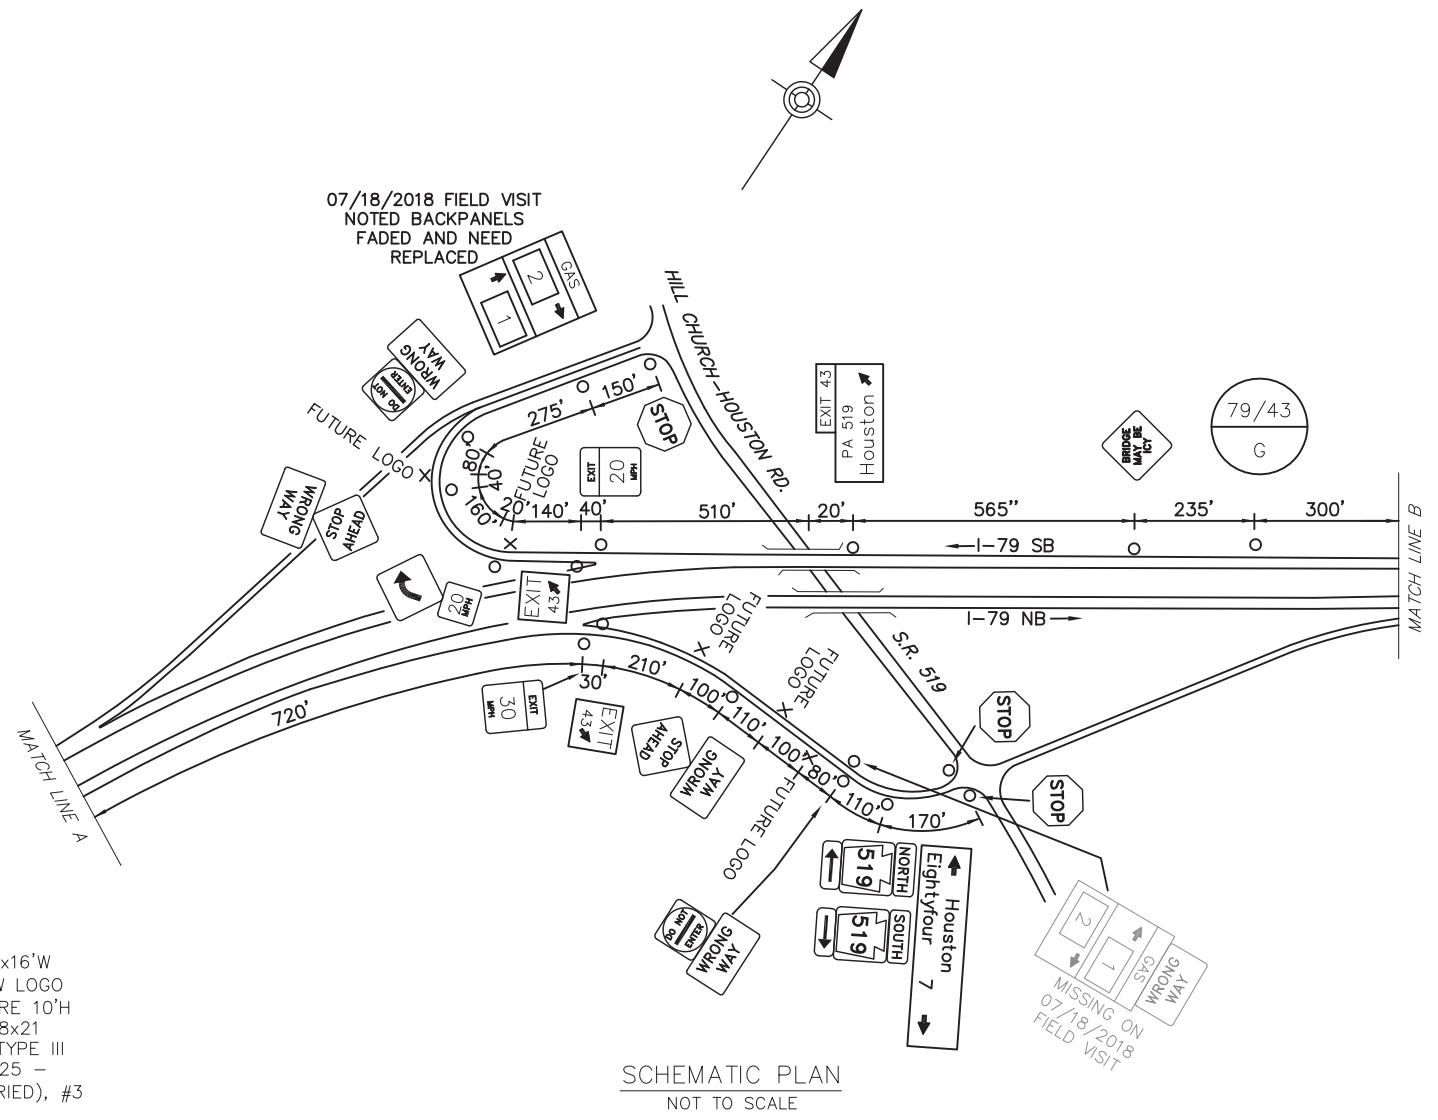 07/18/2018 FIELD VISIT
NOTED BACKPANELS
FADED AND NEED
REPLACED
GAS
2
1
WRONG
WAY
DO NOT
ENTER
FUTURE LOGO
WRONG
WAY
STOP
AHEAD
20
MPH
EXIT
43
HILL CHURCH-HOUSTON RD.
STOP
150'
275'
80'
40'
160'
20'
FUTURE
LOGO
EXIT
20
MPH
140'
40'
510'
20'
565"
235'
300'
EXIT 43
PA 519
Houston
BRIDGE
MAY BE
ICY
79/43
G
I-79 SB
I-79 NB
MATCH LINE B
S.R. 519
FUTURE
LOGO
FUTURE
LOGO
720'
30'
210'
100'
110'
100'
80'
110'
170'
MATCH LINE A
EXIT
30
MPH
EXIT
43
STOP
AHEAD
WRONG
WAY
FUTURE LOGO
DO NOT
ENTER
WRONG
WAY
STOP
STOP
NORTH
519
SOUTH
519
Houston
Eightyfour 7
GAS
1
2
WRONG
WAY
MISSING ON
07/18/2018
FIELD VISIT
x16'W
LOGO
RE 10'H
8x21
TYPE III
25 –
RIED), #3
SCHEMATIC PLAN
NOT TO SCALE